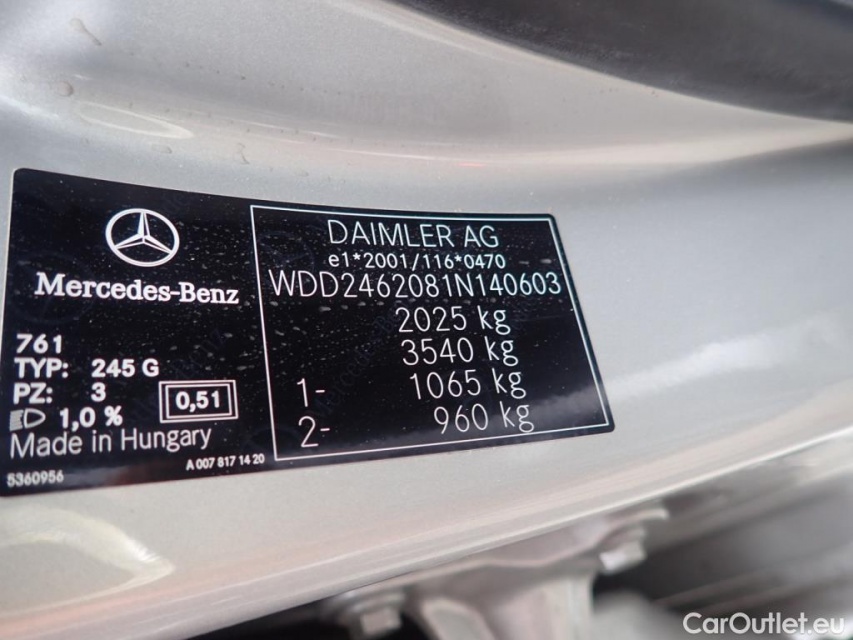 Mercedes-Benz
761
TYP: 245 G
PZ: 3
1,0 %
0,51
Made in Hungary
A 007 817 14 20
5360956
DAIMLER AG
e1*2001/116*0470
WDD2462081N140603
2025 kg
3540 kg
1- 1065 kg
2- 960 kg
CarOutlet.eu